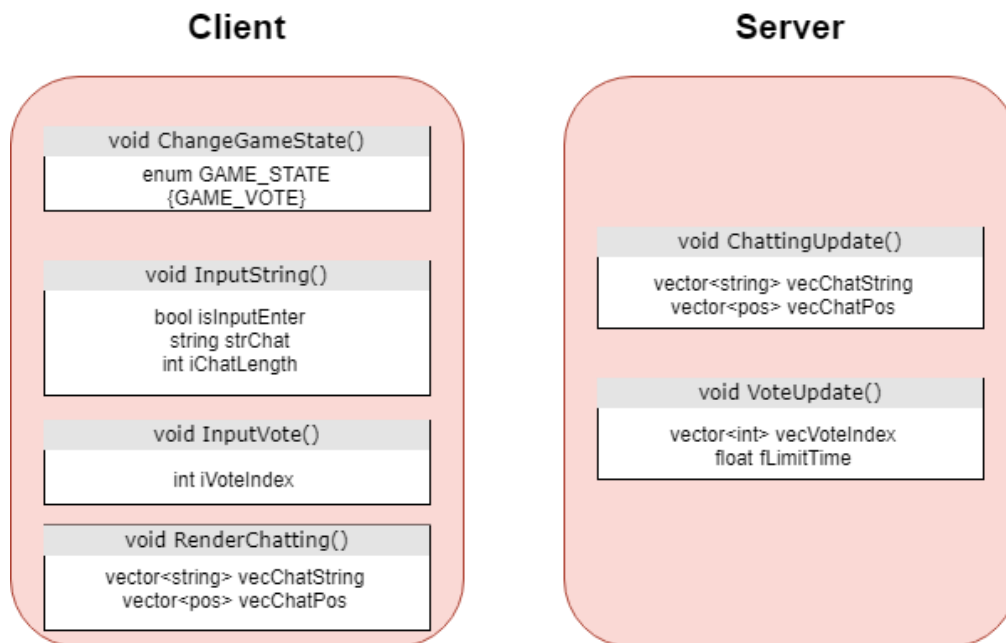 Client
void ChangeGameState()
enum GAME_STATE
{GAME_VOTE}
void InputString()
bool isInputEnter
string strChat
int iChatLength
void InputVote()
int iVoteIndex
void RenderChatting()
vector<string> vecChatString
vector<pos> vecChatPos
Server
void ChattingUpdate()
vector<string> vecChatString
vector<pos> vecChatPos
void VoteUpdate()
vector<int> vecVoteIndex
float fLimitTime